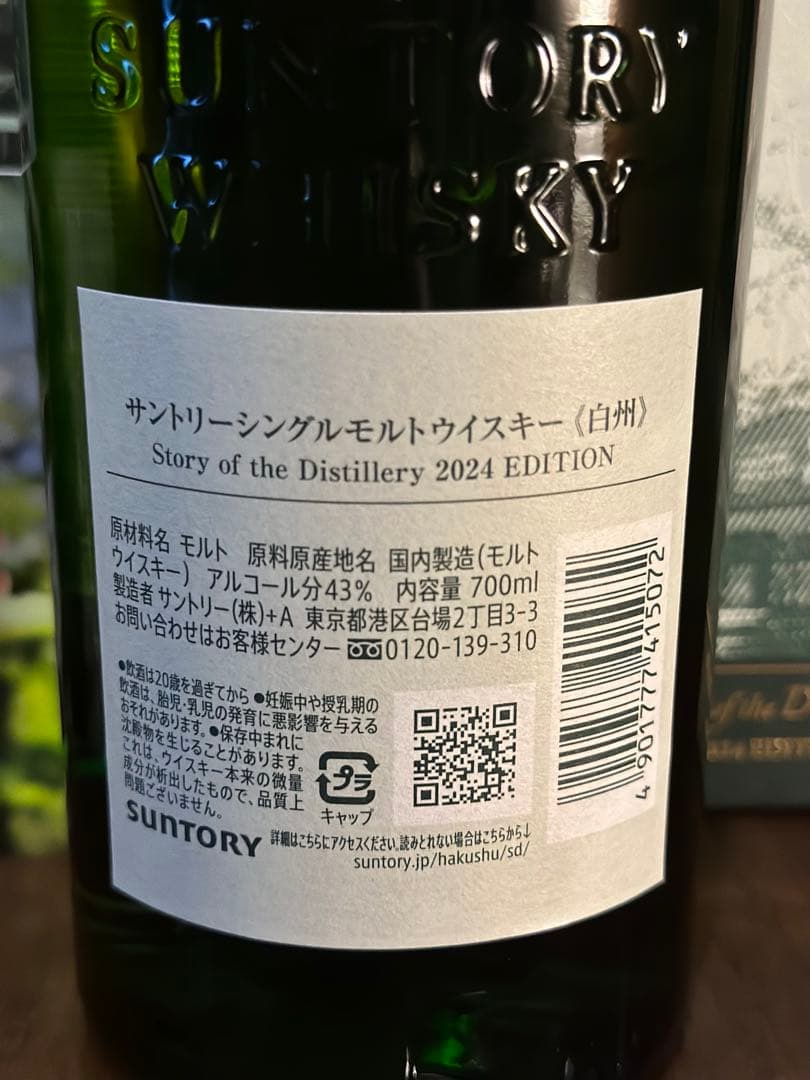 SUNTORY
WHISKY
サントリーシングルモルトウイスキー《白州》
Story of the Distillery 2024 EDITION
原材料名 モルト 原料原産地名 国内製造(モルト
ウイスキー) アルコール分43% 内容量 700ml
製造者 サントリー(株)+A 東京都港区台場2丁目3-3
お問い合わせはお客様センター 0120-139-310
●飲酒は20歳を過ぎてから ●妊娠中や授乳期の
飲酒は、胎児・乳児の発育に悪影響を与える
おそれがあります。●保存中まれに
沈殿物を生じることがあります。
これは、ウイスキー本来の微量
成分が析出したもので、品質上
問題ございません。
プラ
キャップ
4 901777 415072
SUNTORY
詳細はこちらにアクセスください。読みとれない場合はこちらから↓
suntory.jp/hakushu/sd/
of the D